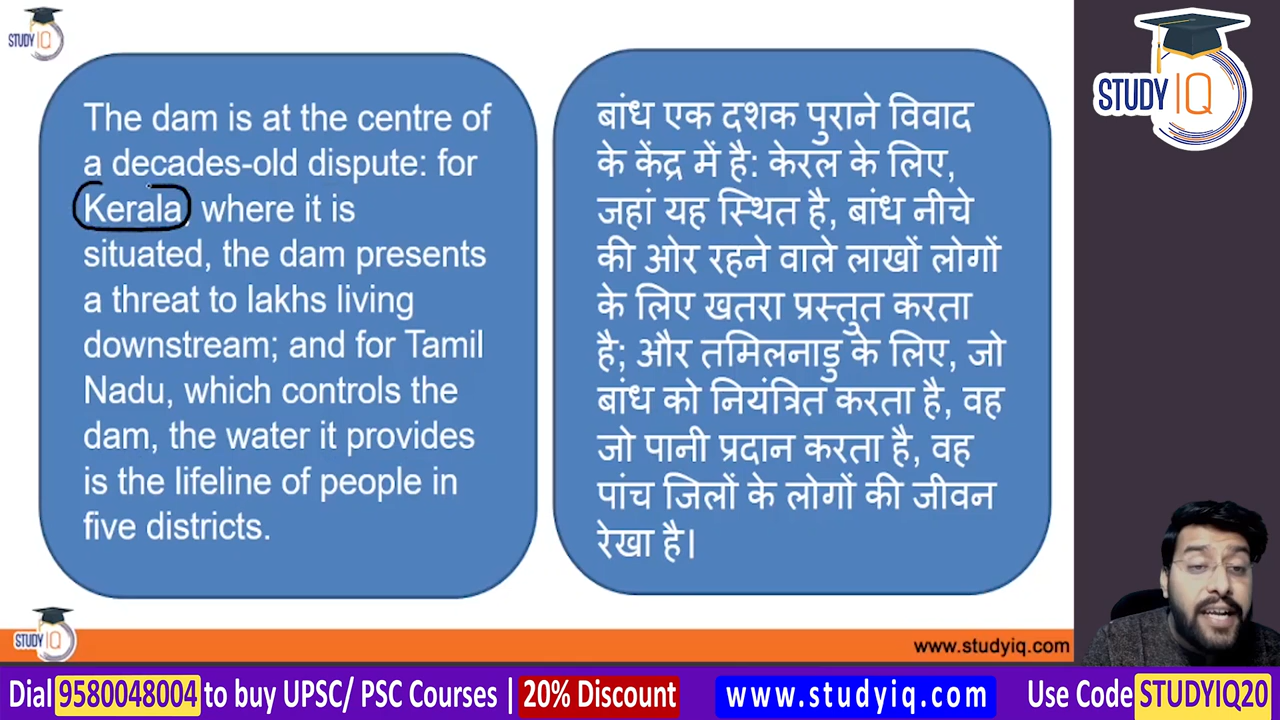 STUDY IQ
The dam is at the centre of
a decades-old dispute: for
Kerala, where it is
situated, the dam presents
a threat to lakhs living
downstream; and for Tamil
Nadu, which controls the
dam, the water it provides
is the lifeline of people in
five districts.
बांध एक दशक पुराने विवाद
के केंद्र में है: केरल के लिए,
जहां यह स्थित है, बांध नीचे
की ओर रहने वाले लाखों लोगों
के लिए खतरा प्रस्तुत करता
है; और तमिलनाडु के लिए, जो
बांध को नियंत्रित करता है, वह
जो पानी प्रदान करता है, वह
पांच जिलों के लोगों की जीवन
रेखा है।
STUDY IQ
STUDY IQ
www.studyiq.com
Dial 9580048004 to buy UPSC/ PSC Courses | 20% Discount www.studyiq.com Use Code STUDYIQ20